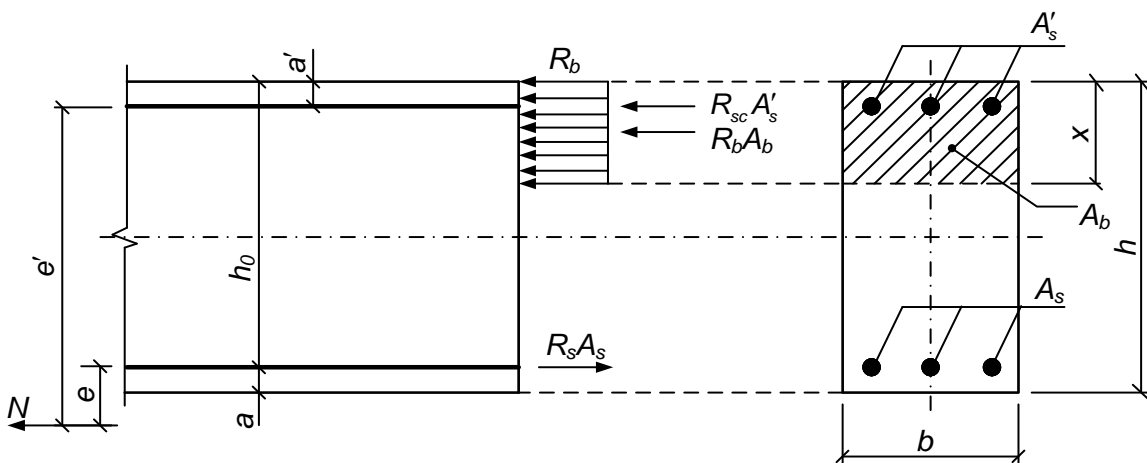 a'
R_b
A'_s
R_sc A'_s
R_b A_b
x
A_b
e'
h_0
h
A_s
R_s A_s
e
N
a
b